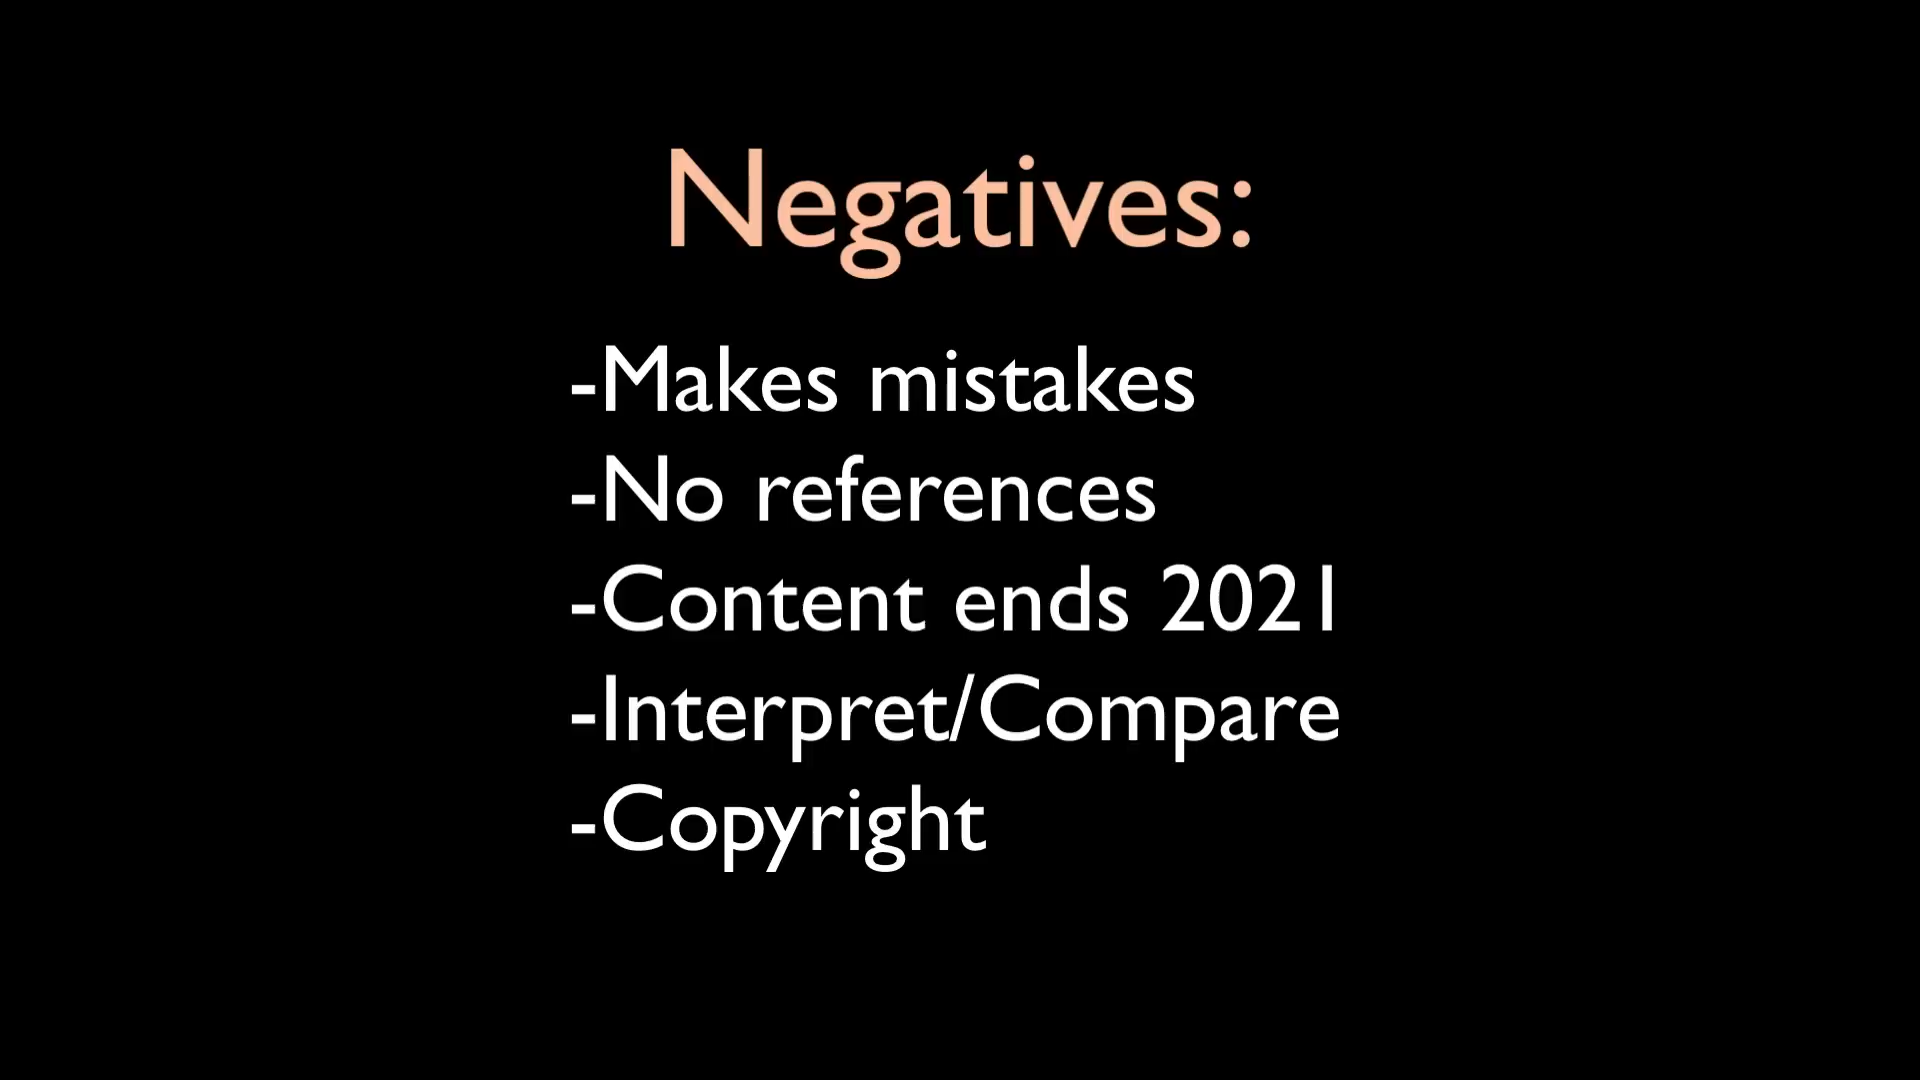 Negatives:
-Makes mistakes
-No references
-Content ends 2021
-Interpret/Compare
-Copyright